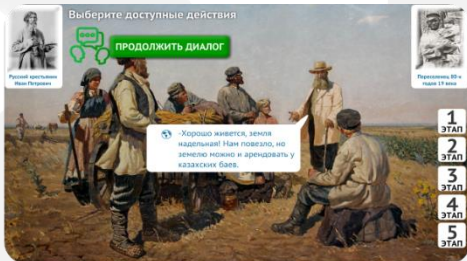 Выберите доступные действия
ПРОДОЛЖИТЬ ДИАЛОГ
Русский крестьянин
Иван Петрович
Переселенец 80-х
годов 19 века
-Хорошо живется, земля
надельная! Нам повезло, но
землю можно и арендовать у
казахских баев.
1
ЭТАП
2
ЭТАП
3
ЭТАП
4
ЭТАП
5
ЭТАП